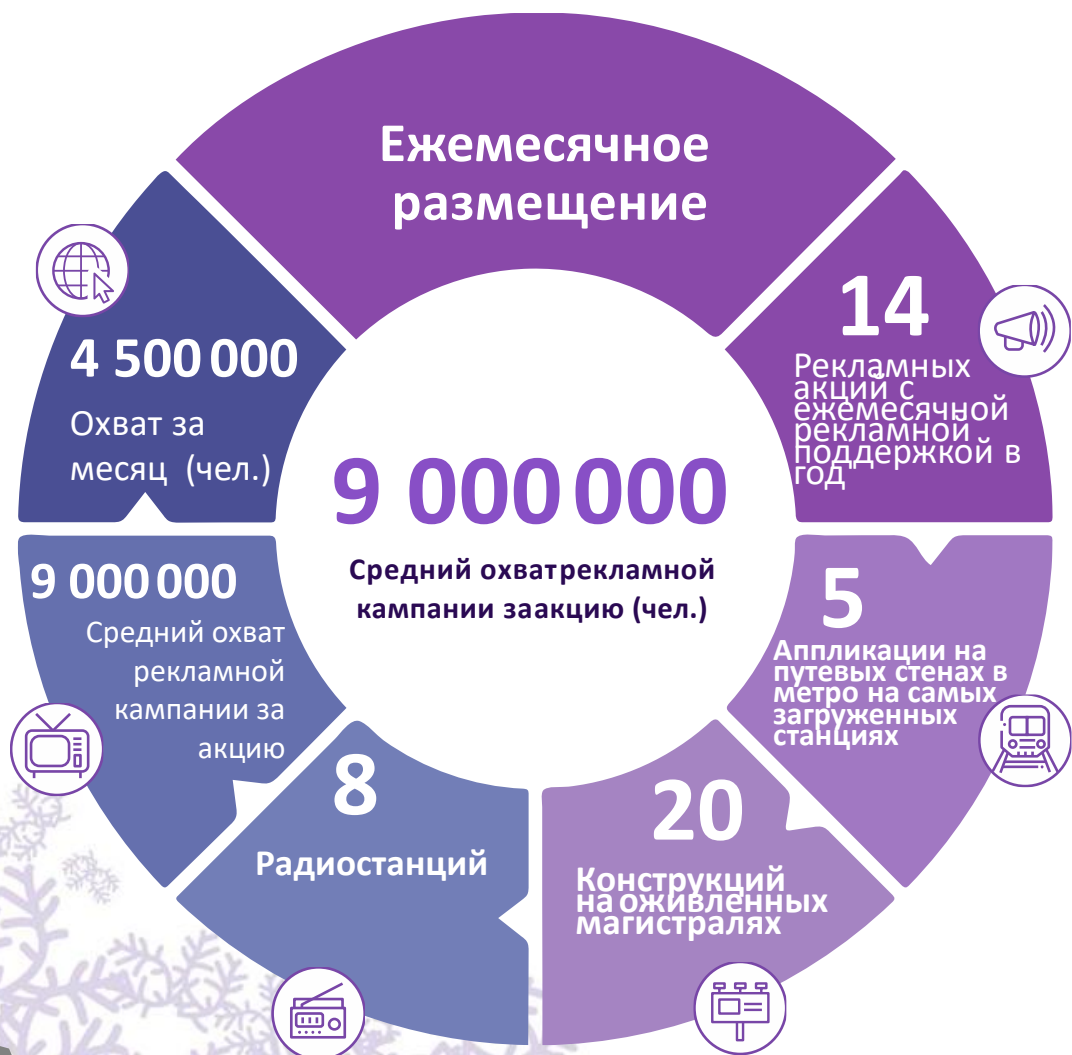 Ежемесячное
размещение
14
Рекламных
акций с
ежемесячной
рекламной
поддержкой в
год
5
Аппликации на
путевых стенах в
метро на самых
загруженных
станциях
20
Конструкций
на оживленных
магистралях
8
Радиостанций
9 000 000
Средний охват
рекламной
кампании за
акцию
4 500 000
Охват за
месяц (чел.)
9 000 000
Средний охватрекламной
кампании заакцию (чел.)